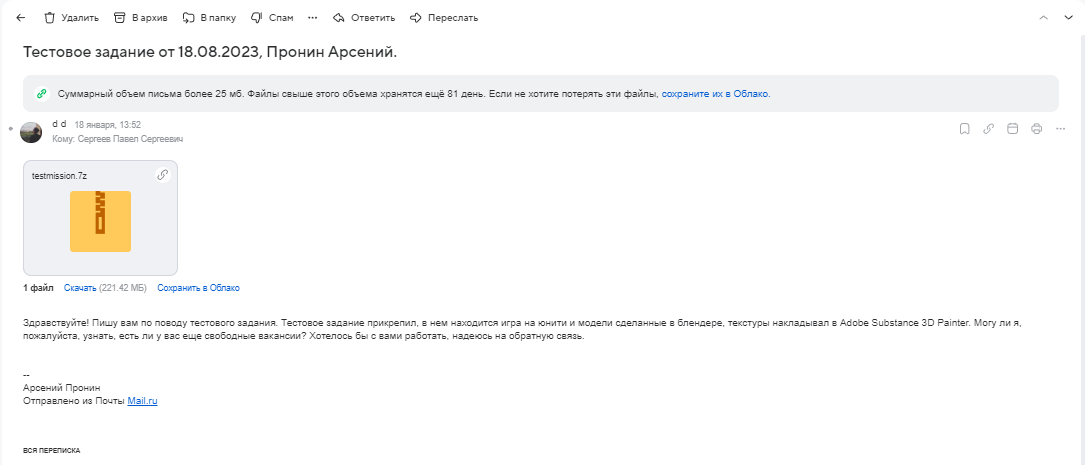 Удалить В архив В папку Спам ... Ответить Переслать
Тестовое задание от 18.08.2023, Пронин Арсений.
Суммарный объем письма более 25 мб. Файлы свыше этого объема хранятся ещё 81 день. Если не хотите потерять эти файлы, сохраните их в Облако.
d d 18 января, 13:52
Кому: Сергеев Павел Сергеевич
testmission.7z
1 файл Скачать (221.42 МБ) Сохранить в Облако
Здравствуйте! Пишу вам по поводу тестового задания. Тестовое задание прикрепил, в нем находится игра на юнити и модели сделанные в блендере, текстуры накладывал в Adobe Substance 3D Painter. Могу ли я,
пожалуйста, узнать, есть ли у вас еще свободные вакансии? Хотелось бы с вами работать, надеюсь на обратную связь.
--
Арсений Пронин
Отправлено из Почты Mail.ru
ВСЯ ПЕРЕПИСКА